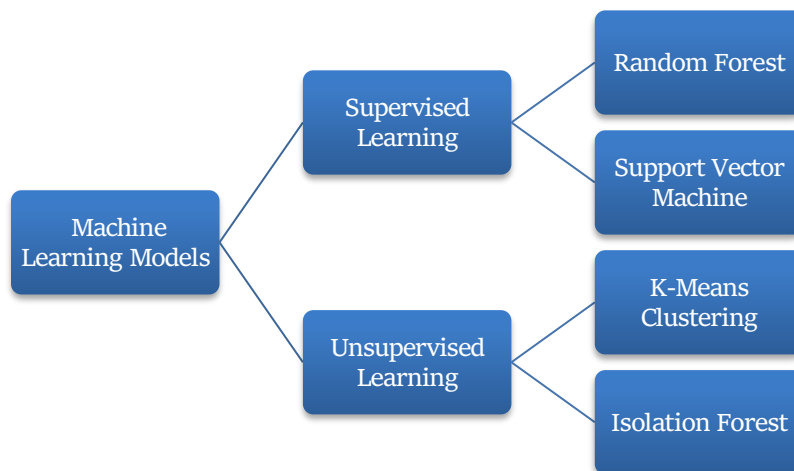 Machine
Learning Models
Supervised
Learning
Random Forest
Support Vector
Machine
Unsupervised
Learning
K-Means
Clustering
Isolation Forest